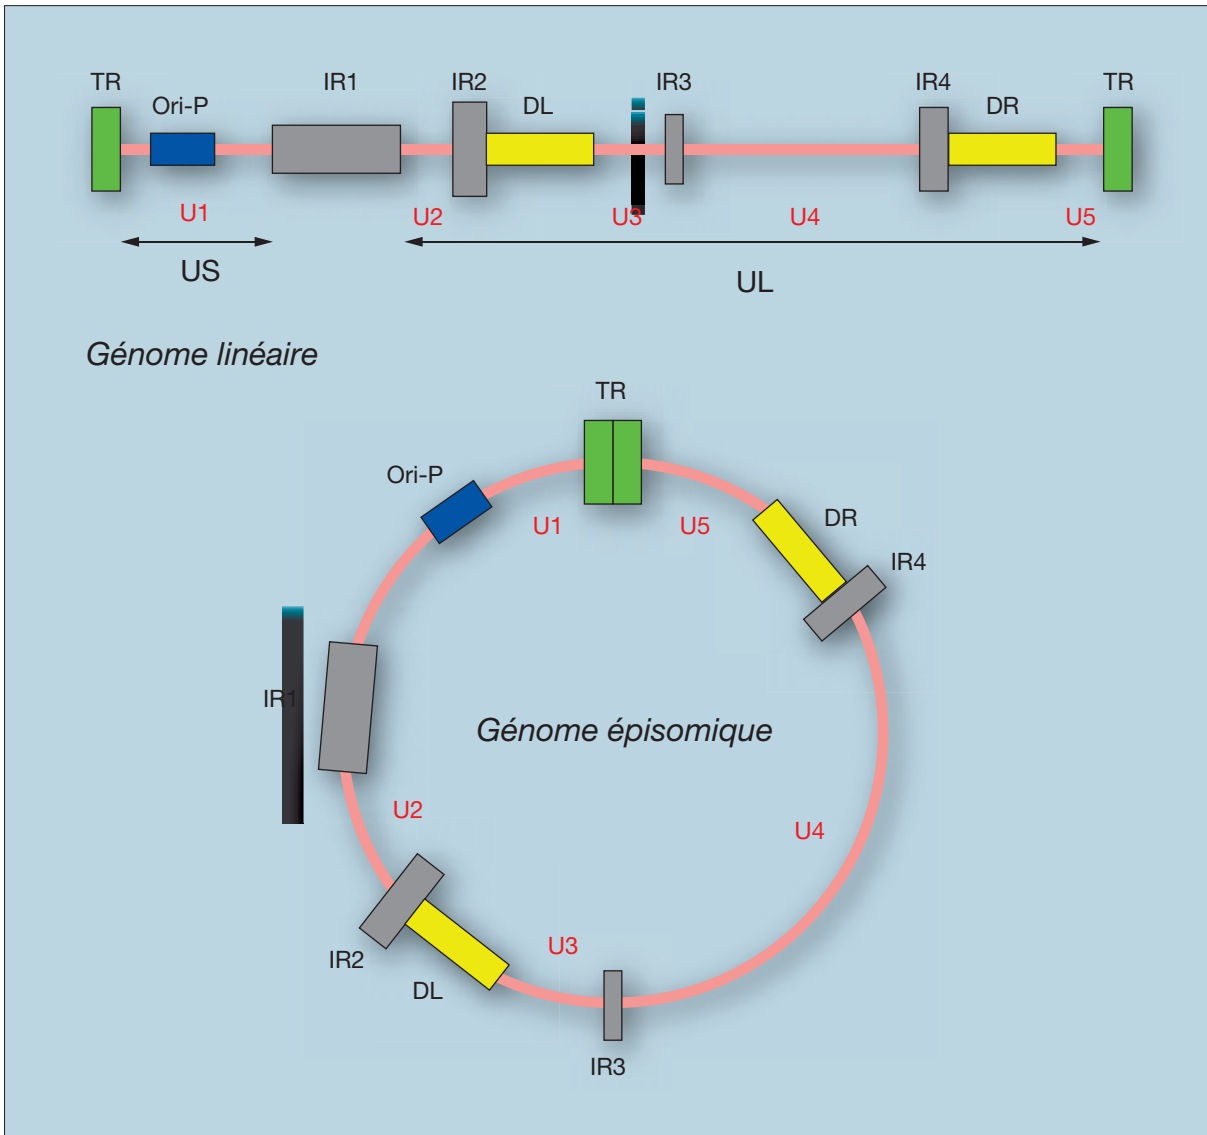 TR IR1 IR2 IR3 IR4 TR
Ori-P DL DR
U1 U2 U3 U4 U5
US UL
Génome linéaire
TR
Ori-P
U1 U5 DR
IR4
IR1
Génome épisomique
U2 U4
U3
IR2
DL
IR3